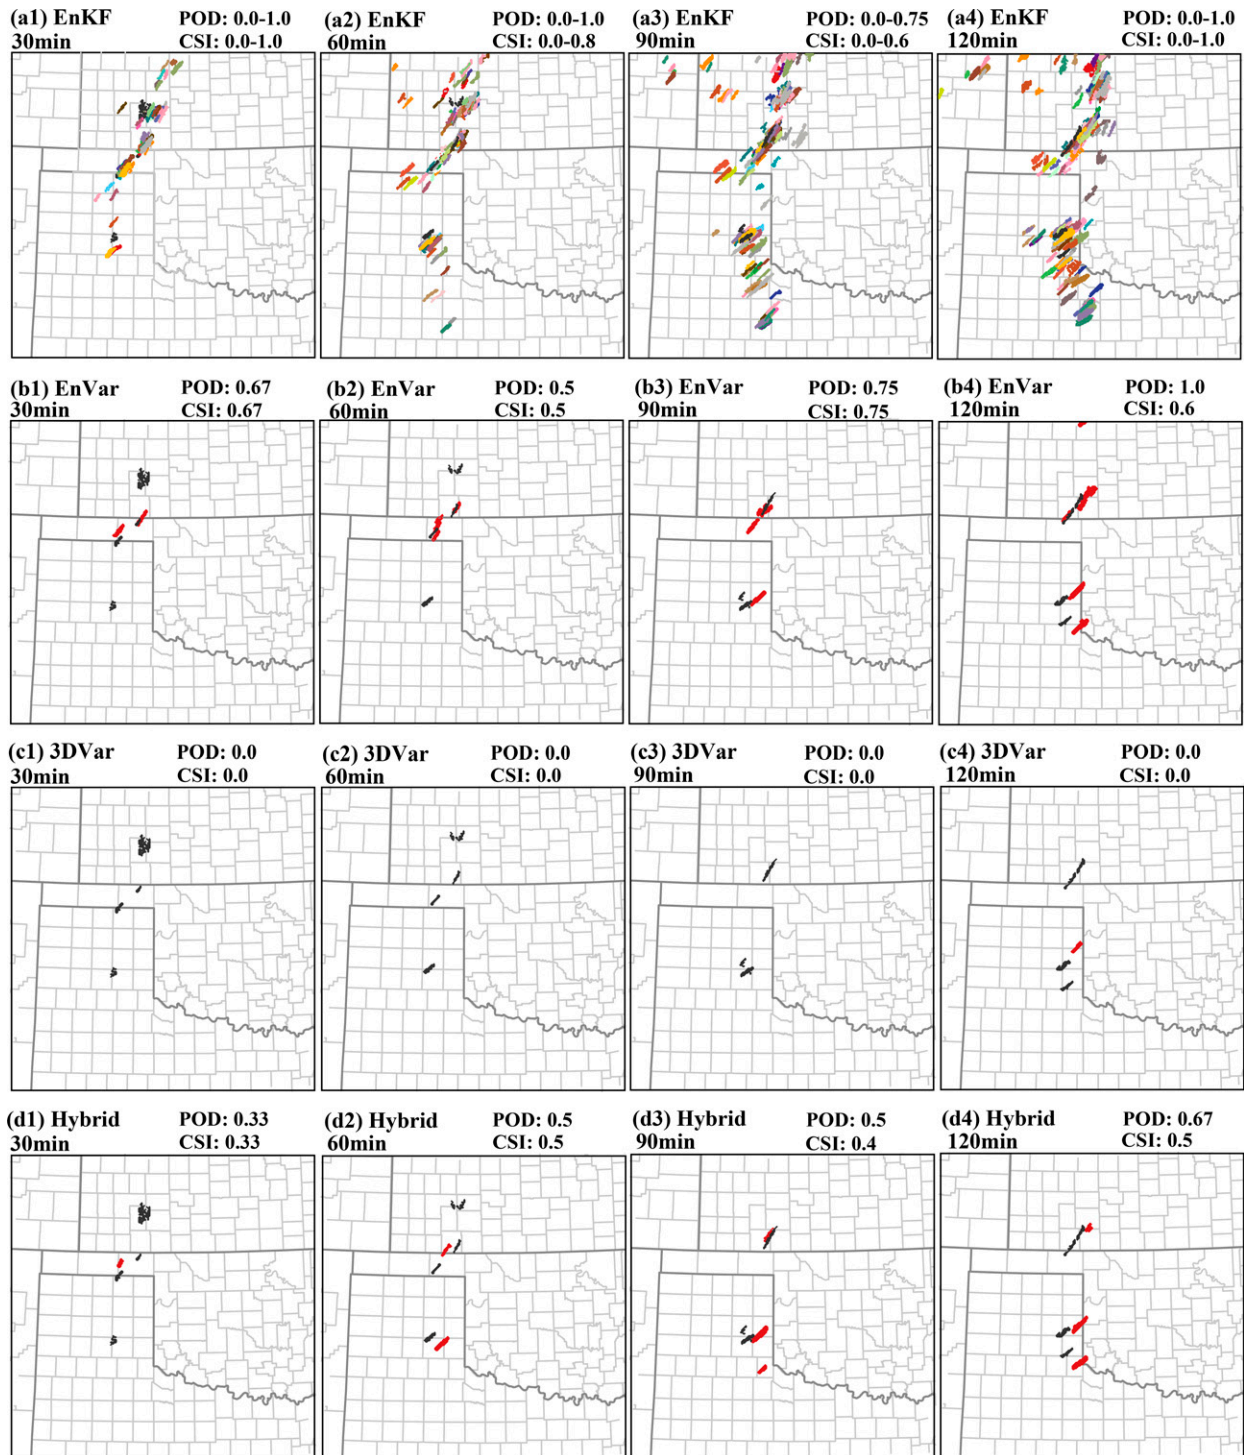 (a1) EnKF POD: 0.0-1.0
30min CSI: 0.0-1.0
(a2) EnKF POD: 0.0-1.0
60min CSI: 0.0-0.8
(a3) EnKF POD: 0.0-0.75
90min CSI: 0.0-0.6
(a4) EnKF POD: 0.0-1.0
120min CSI: 0.0-1.0
(b1) EnVar POD: 0.67
30min CSI: 0.67
(b2) EnVar POD: 0.5
60min CSI: 0.5
(b3) EnVar POD: 0.75
90min CSI: 0.75
(b4) EnVar POD: 1.0
120min CSI: 0.6
(c1) 3DVar POD: 0.0
30min CSI: 0.0
(c2) 3DVar POD: 0.0
60min CSI: 0.0
(c3) 3DVar POD: 0.0
90min CSI: 0.0
(c4) 3DVar POD: 0.0
120min CSI: 0.0
(d1) Hybrid POD: 0.33
30min CSI: 0.33
(d2) Hybrid POD: 0.5
60min CSI: 0.5
(d3) Hybrid POD: 0.5
90min CSI: 0.4
(d4) Hybrid POD: 0.67
120min CSI: 0.5